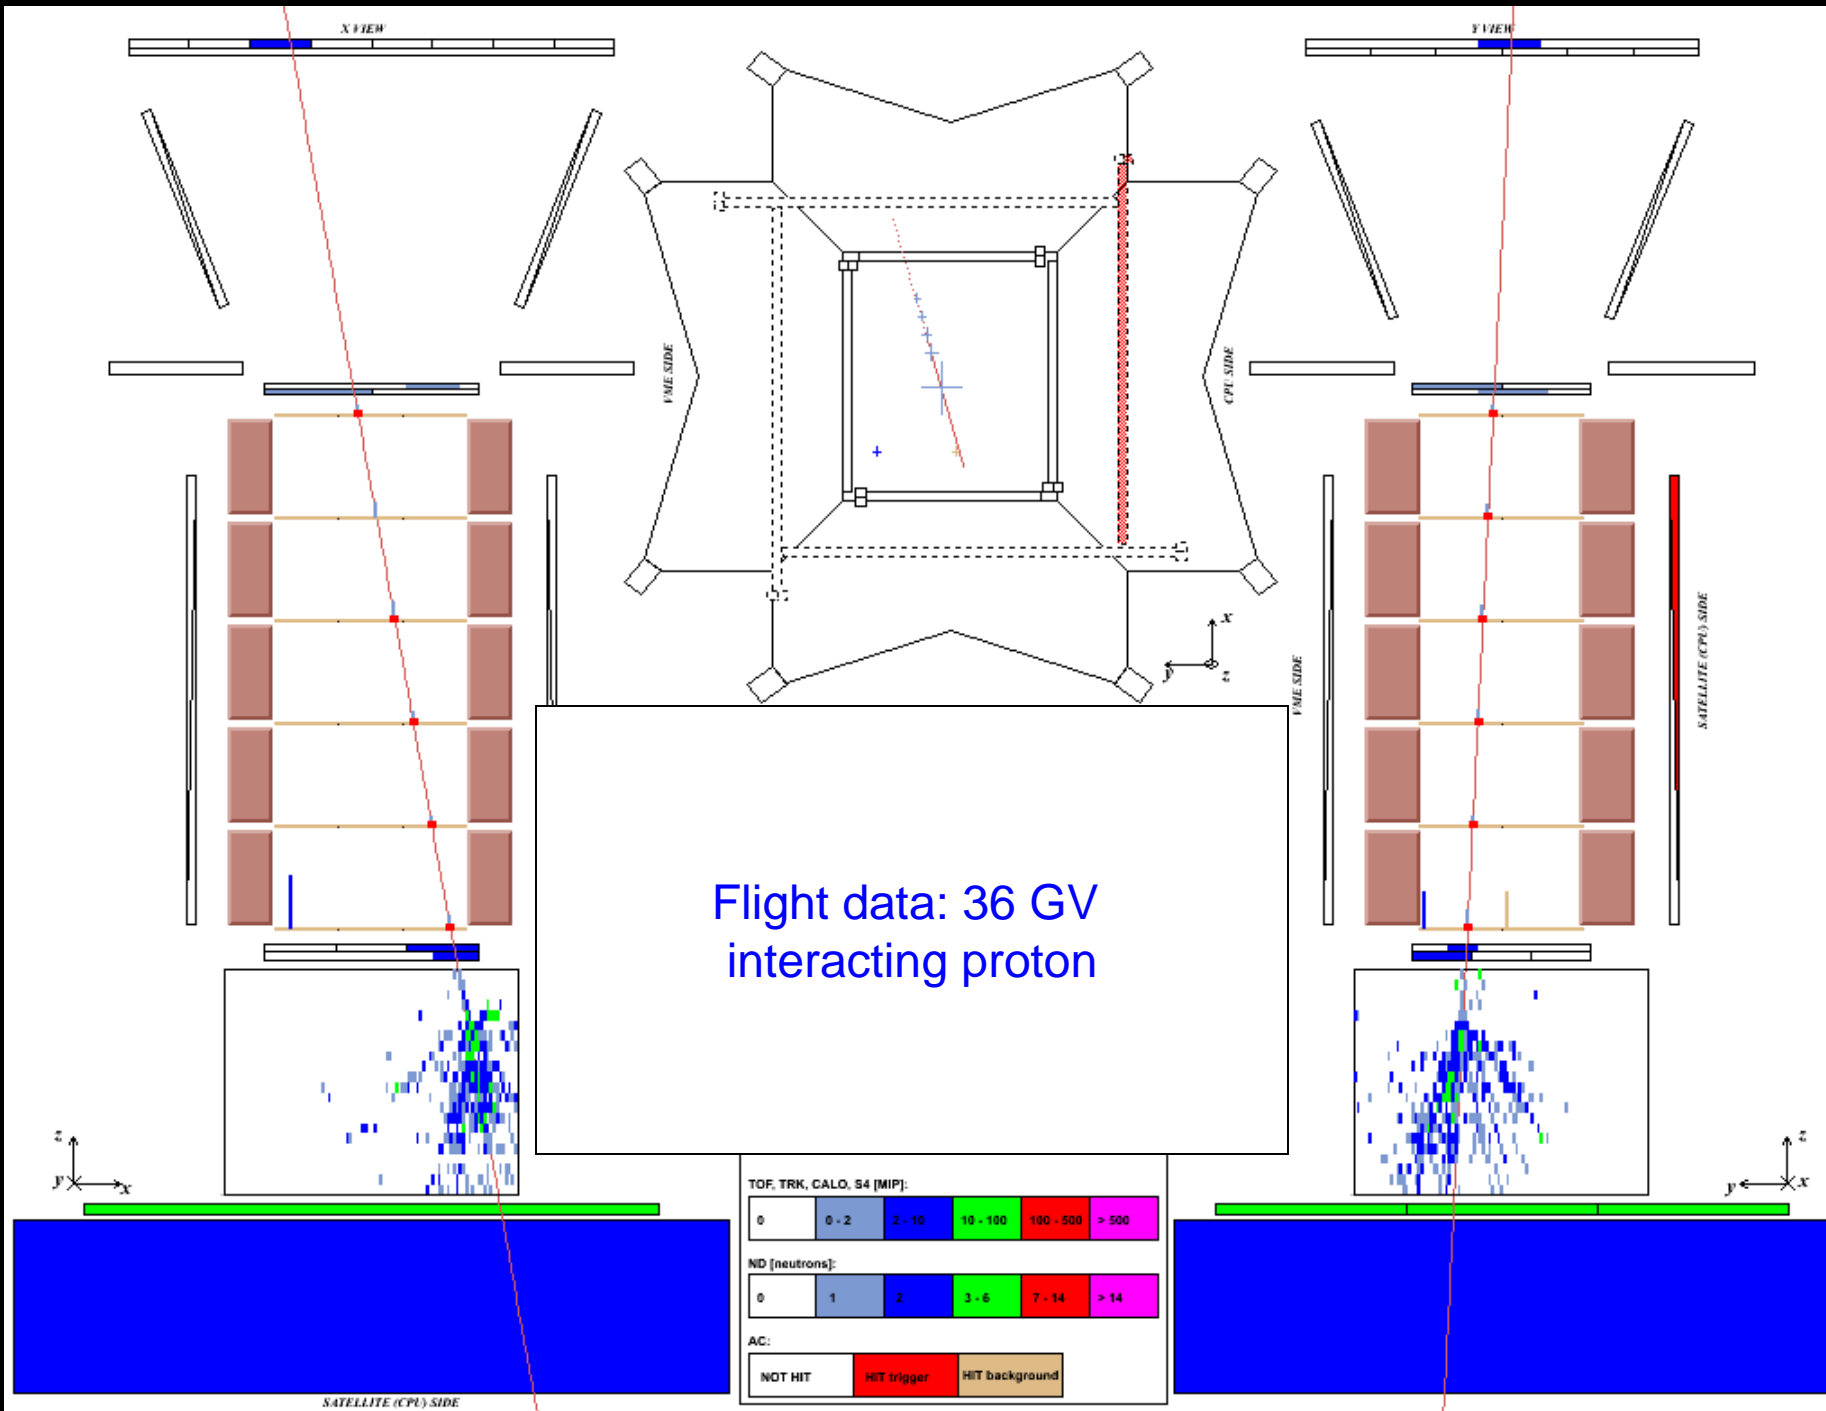 X VIEW
Y VIEW
VME SIDE
CPU SIDE
x
y
z
VME SIDE
SATELLITE (CPU) SIDE
Flight data: 36 GV
interacting proton
z
y
x
z
y
x
TOF, TRK, CALO, S4 [MIP]:
0 0 - 2 2 - 10 10 - 100 100 - 500 > 500
ND [neutrons]:
0 1 2 3 - 6 7 - 14 > 14
AC:
NOT HIT HIT trigger HIT background
SATELLITE (CPU) SIDE